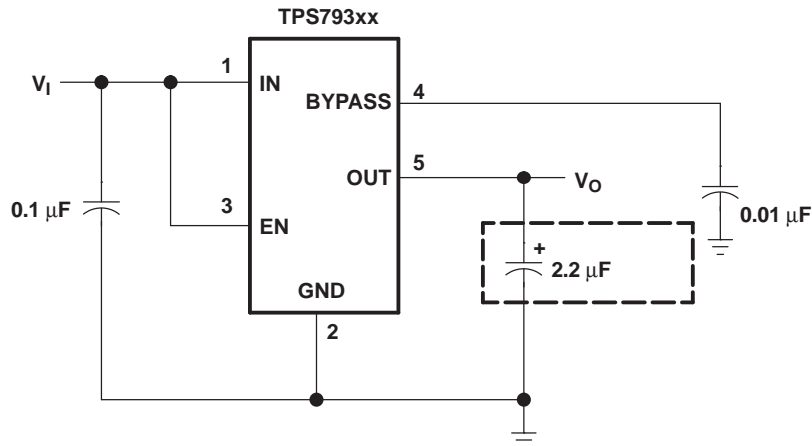 TPS793xx
1
IN
V_I
BYPASS
4
5
OUT
V_O
0.1 μF
3
EN
0.01 μF
+
2.2 μF
GND
2